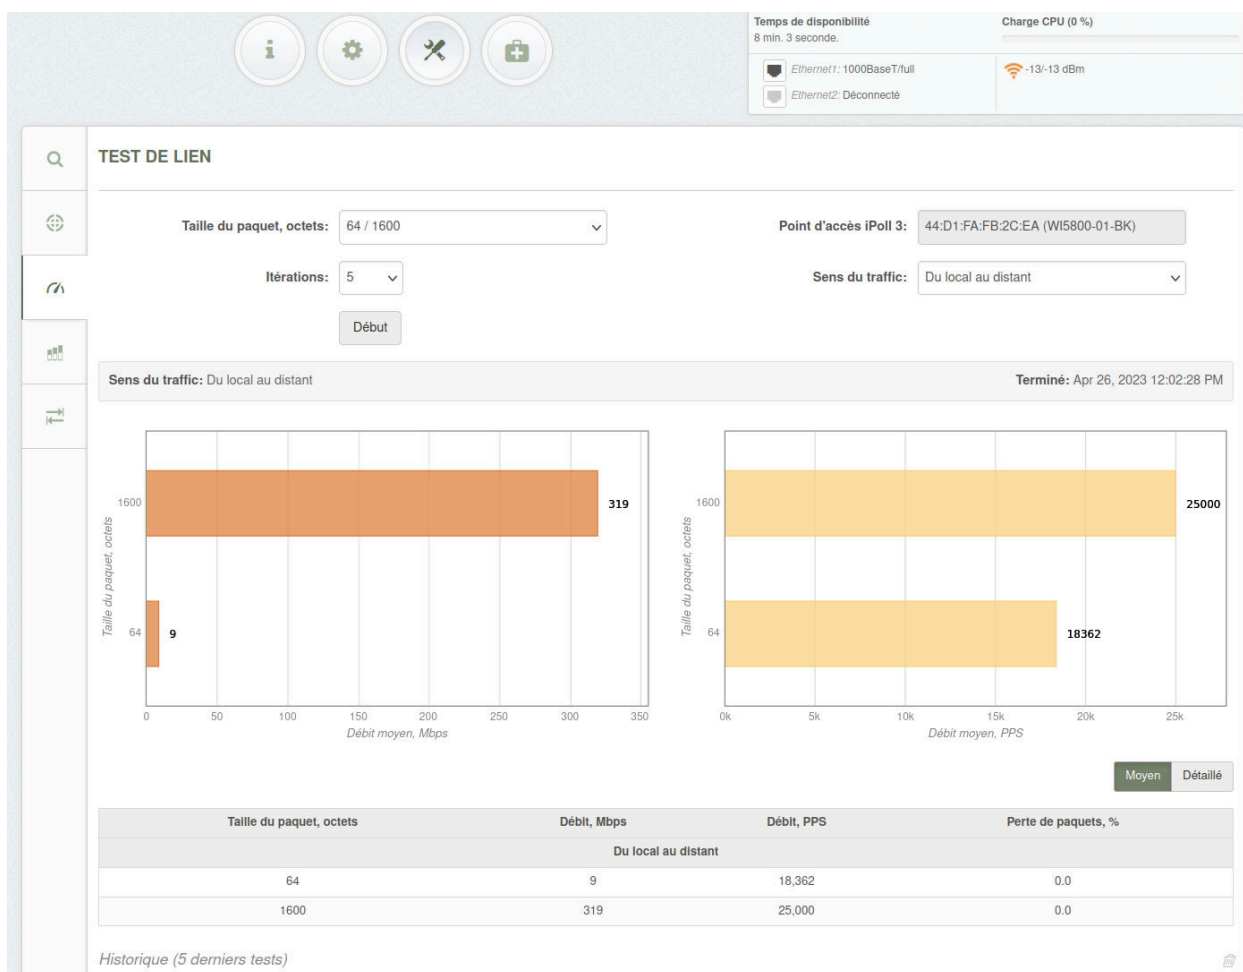 Temps de disponibilité
8 min. 3 seconde.
Charge CPU (0 %)
Ethernet1: 1000BaseT/full
-13/-13 dBm
Ethernet2: Déconnecté
TEST DE LIEN
Taille du paquet, octets: 64 / 1600
Point d'accès iPoll 3: 44:D1:FA:FB:2C:EA (WI5800-01-BK)
Itérations: 5
Sens du traffic: Du local au distant
Début
Sens du traffic: Du local au distant
Terminé: Apr 26, 2023 12:02:28 PM
Taille du paquet, octets
1600
319
64
9
0 50 100 150 200 250 300 350
Débit moyen, Mbps
Taille du paquet, octets
1600
25000
64
18362
0k 5k 10k 15k 20k 25k
Débit moyen, PPS
Moyen Détaillé
Taille du paquet, octets Débit, Mbps Débit, PPS Perte de paquets, %
Du local au distant
64 9 18,362 0.0
1600 319 25,000 0.0
Historique (5 derniers tests)